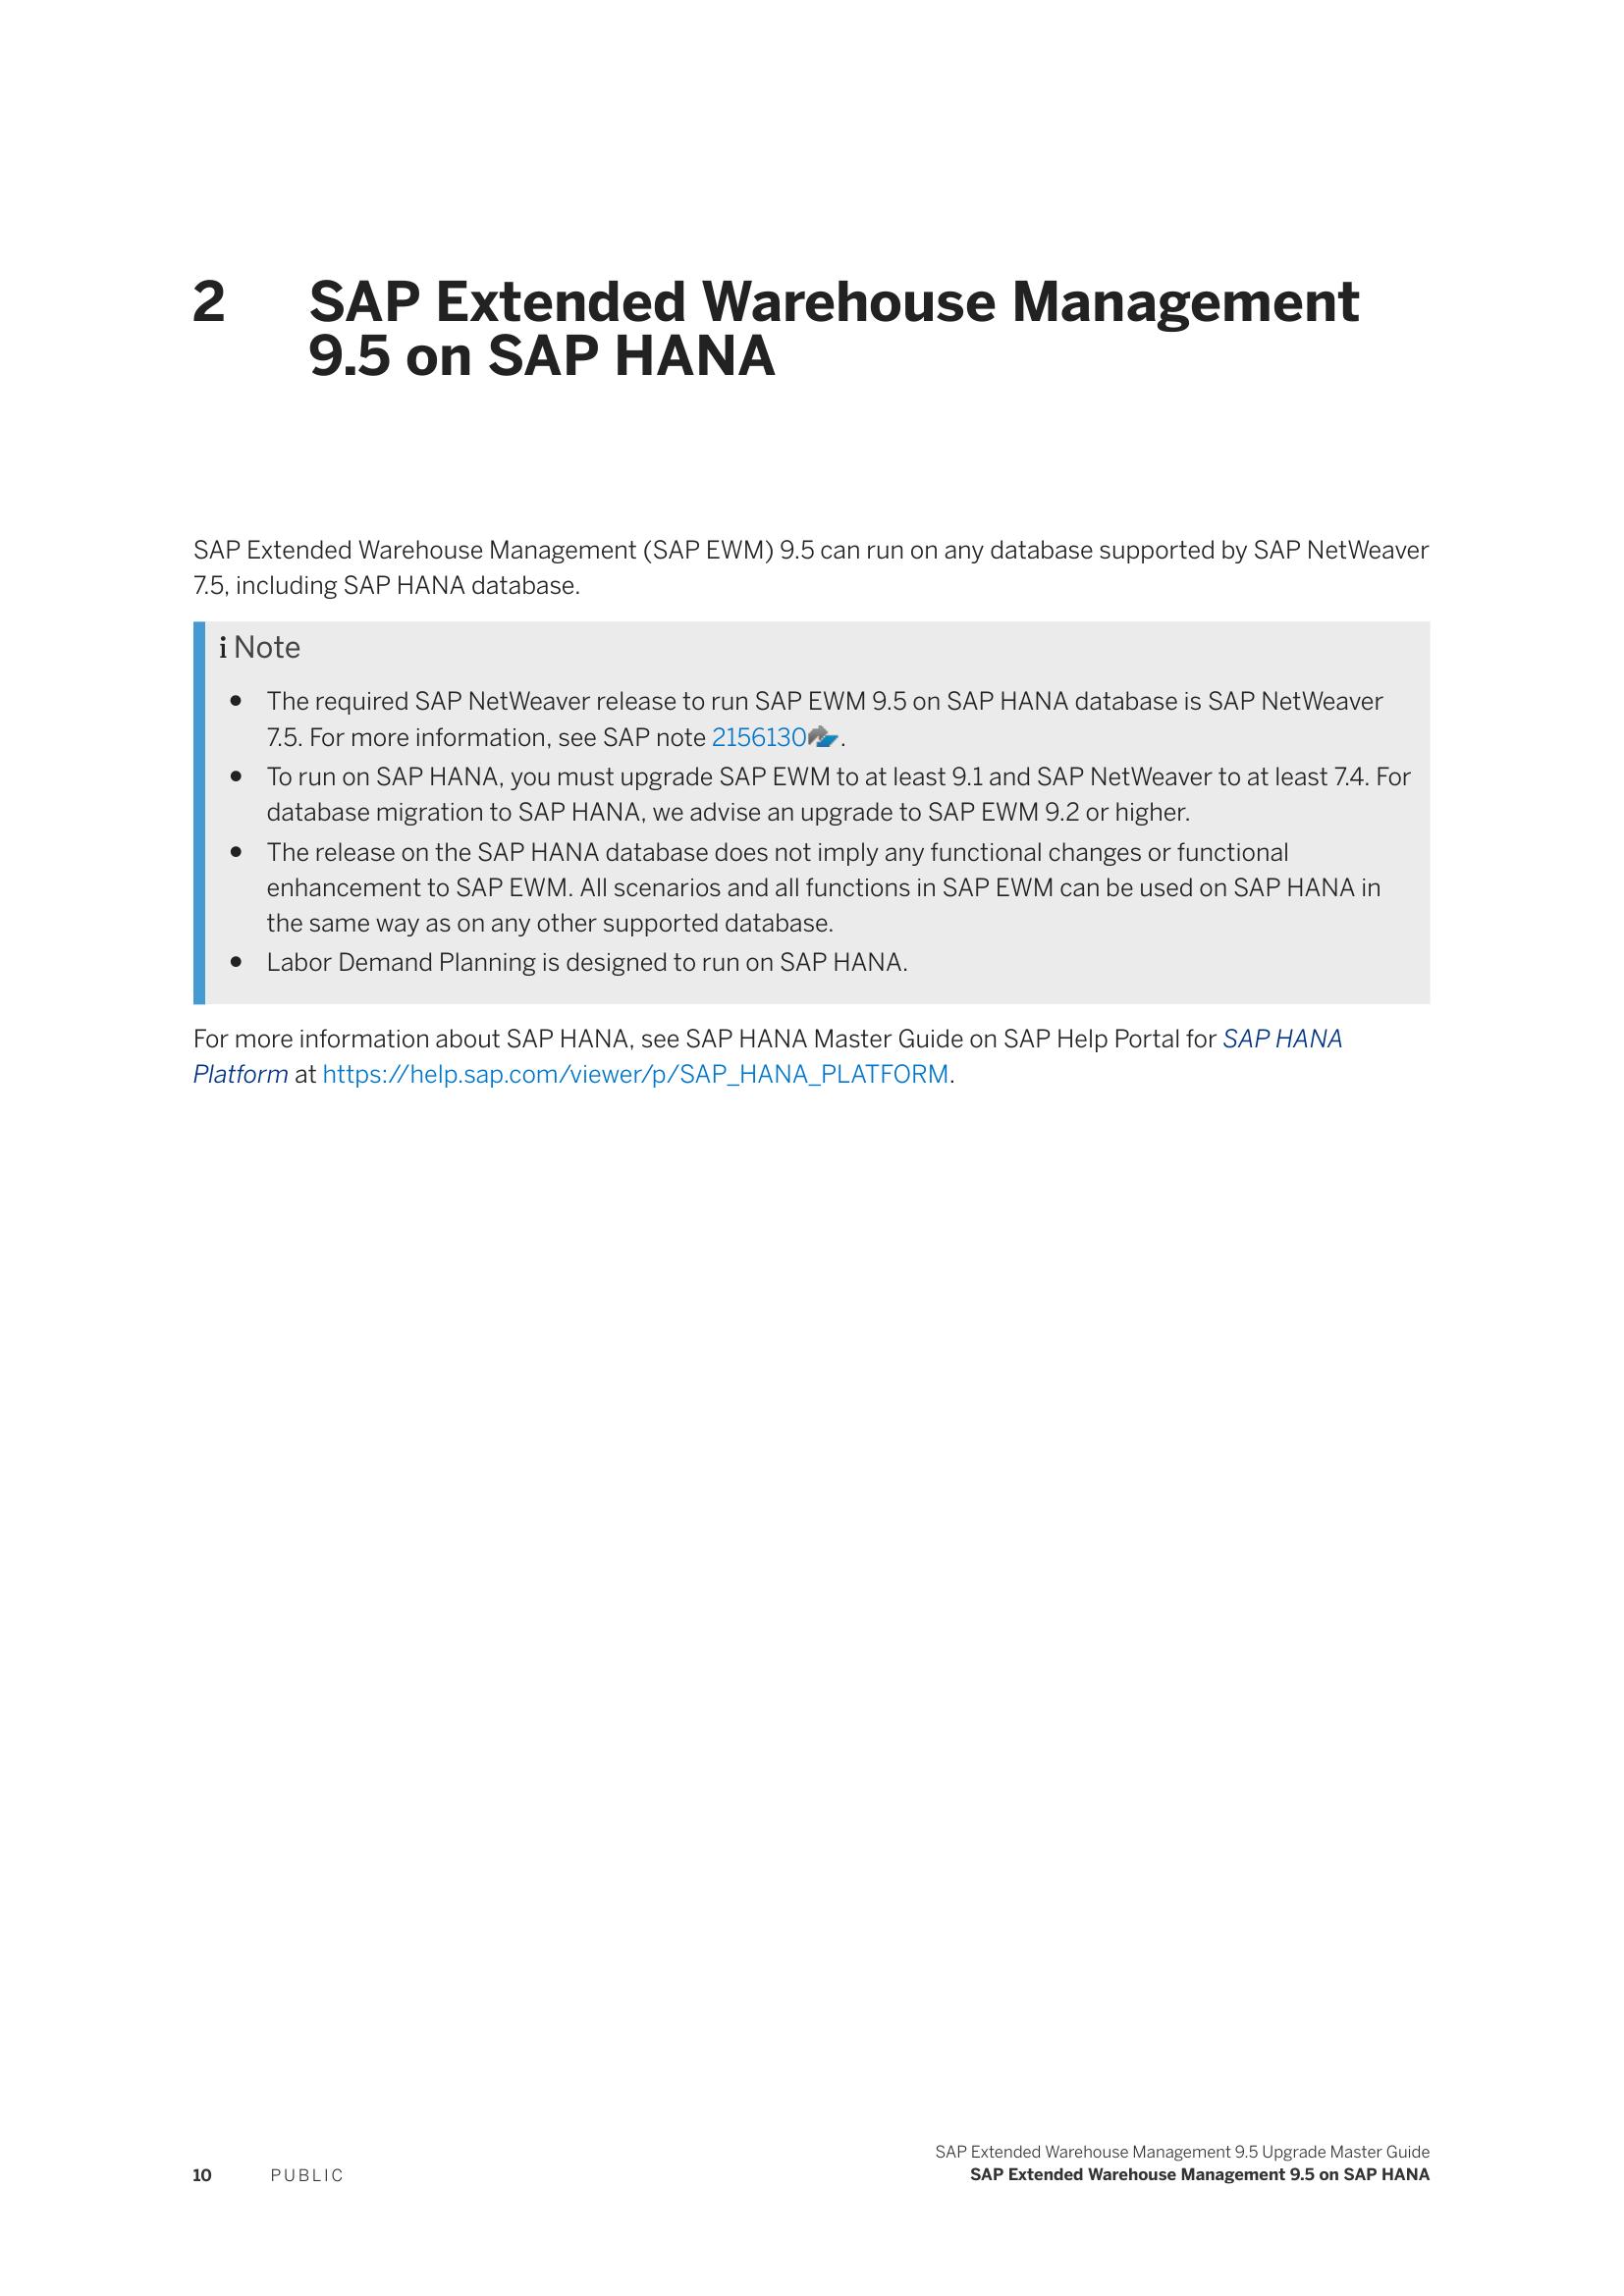 2 SAP Extended Warehouse Management
9.5 on SAP HANA
SAP Extended Warehouse Management (SAP EWM) 9.5 can run on any database supported by SAP NetWeaver
7.5, including SAP HANA database.
i Note
● The required SAP NetWeaver release to run SAP EWM 9.5 on SAP HANA database is SAP NetWeaver
7.5. For more information, see SAP note 2156130.
● To run on SAP HANA, you must upgrade SAP EWM to at least 9.1 and SAP NetWeaver to at least 7.4. For
database migration to SAP HANA, we advise an upgrade to SAP EWM 9.2 or higher.
● The release on the SAP HANA database does not imply any functional changes or functional
enhancement to SAP EWM. All scenarios and all functions in SAP EWM can be used on SAP HANA in
the same way as on any other supported database.
● Labor Demand Planning is designed to run on SAP HANA.
For more information about SAP HANA, see SAP HANA Master Guide on SAP Help Portal for SAP HANA
Platform at https://help.sap.com/viewer/p/SAP_HANA_PLATFORM.
SAP Extended Warehouse Management 9.5 Upgrade Master Guide
10 PUBLIC SAP Extended Warehouse Management 9.5 on SAP HANA